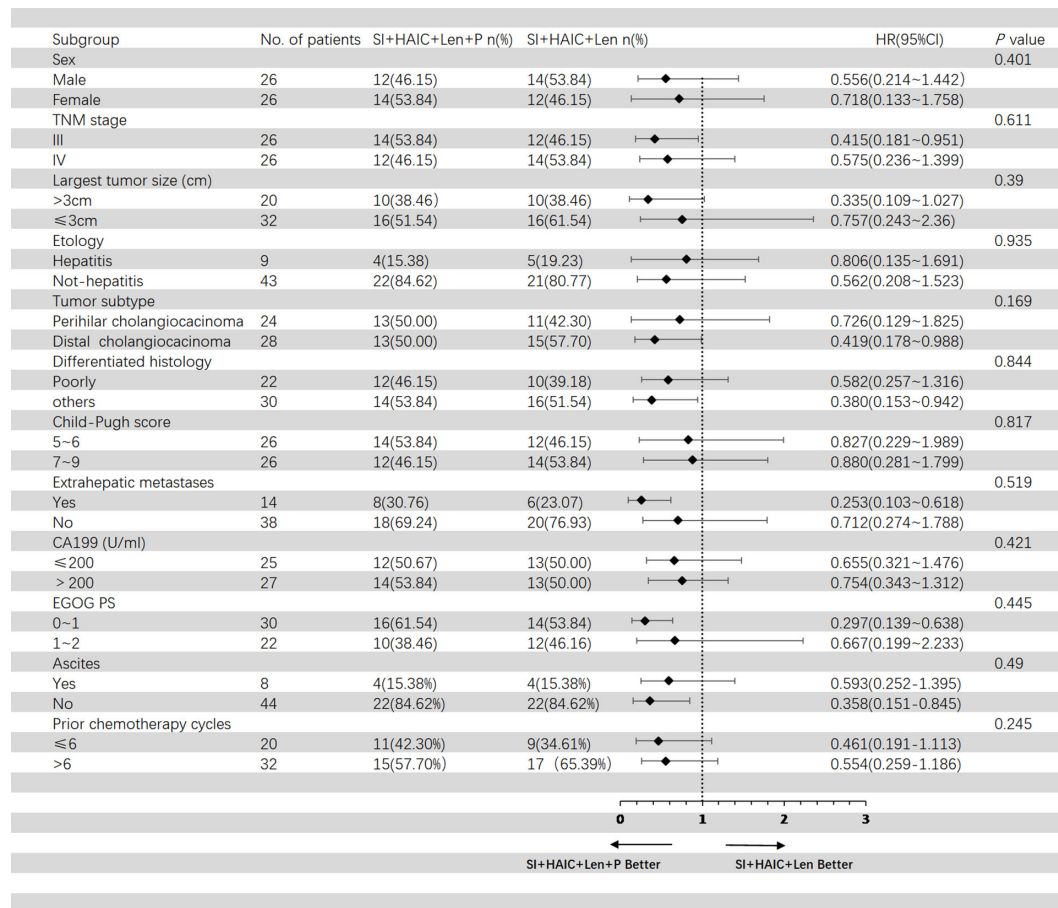 Subgroup No. of patients SI+HAIC+Len+P n(%) SI+HAIC+Len n(%) HR(95%CI) P value
Sex 0.401
Male 26 12(46.15) 14(53.84) 0.556(0.214~1.442)
Female 26 14(53.84) 12(46.15) 0.718(0.133~1.758)
TNM stage 0.611
III 26 14(53.84) 12(46.15) 0.415(0.181~0.951)
IV 26 12(46.15) 14(53.84) 0.575(0.236~1.399)
Largest tumor size (cm) 0.39
>3cm 20 10(38.46) 10(38.46) 0.335(0.109~1.027)
≤3cm 32 16(51.54) 16(61.54) 0.757(0.243~2.36)
Etology 0.935
Hepatitis 9 4(15.38) 5(19.23) 0.806(0.135~1.691)
Not-hepatitis 43 22(84.62) 21(80.77) 0.562(0.208~1.523)
Tumor subtype 0.169
Perihilar cholangiocacinoma 24 13(50.00) 11(42.30) 0.726(0.129~1.825)
Distal cholangiocacinoma 28 13(50.00) 15(57.70) 0.419(0.178~0.988)
Differentiated histology 0.844
Poorly 22 12(46.15) 10(39.18) 0.582(0.257~1.316)
others 30 14(53.84) 16(51.54) 0.380(0.153~0.942)
Child-Pugh score 0.817
5~6 26 14(53.84) 12(46.15) 0.827(0.229~1.989)
7~9 26 12(46.15) 14(53.84) 0.880(0.281~1.799)
Extrahepatic metastases 0.519
Yes 14 8(30.76) 6(23.07) 0.253(0.103~0.618)
No 38 18(69.24) 20(76.93) 0.712(0.274~1.788)
CA199 (U/ml) 0.421
≤200 25 12(50.67) 13(50.00) 0.655(0.321~1.476)
>200 27 14(53.84) 13(50.00) 0.754(0.343~1.312)
EGOG PS 0.445
0~1 30 16(61.54) 14(53.84) 0.297(0.139~0.638)
1~2 22 10(38.46) 12(46.16) 0.667(0.199~2.233)
Ascites 0.49
Yes 8 4(15.38%) 4(15.38%) 0.593(0.252-1.395)
No 44 22(84.62%) 22(84.62%) 0.358(0.151-0.845)
Prior chemotherapy cycles 0.245
≤6 20 11(42.30%) 9(34.61%) 0.461(0.191-1.113)
>6 32 15(57.70%) 17 (65.39%) 0.554(0.259-1.186)
0 1 2 3
SI+HAIC+Len+P Better SI+HAIC+Len Better